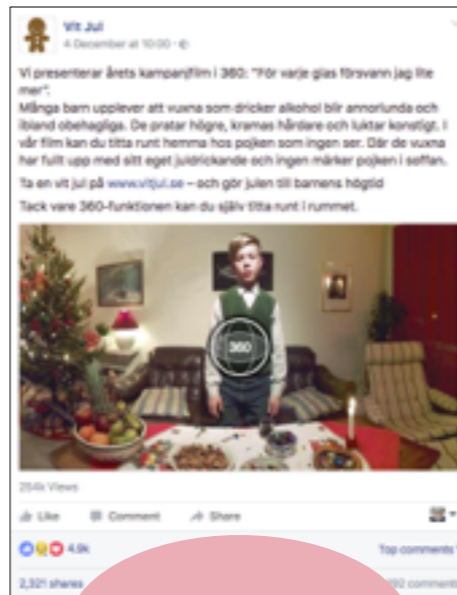 Vit Jul
4 December at 10:00 ·
Vi presenterar årets kampanjfilm i 360: "För varje glas försvann jag lite
mer".
Många barn upplever att vuxna som dricker alkohol blir annorlunda och
ibland obehagliga. De pratar högre, kramas hårdare och luktar konstigt. I
vår film kan du titta runt hemma hos pojken som ingen ser. Där de vuxna
har fullt upp med sitt eget juldrickande och ingen märker pojken i soffan.
Ta en vit jul på www.vitjul.se – och gör julen till barnens högtid
Tack vare 360-funktionen kan du själv titta runt i rummet.
360
254k Views
Like Comment Share
4.9k Top comments
2,321 shares comments